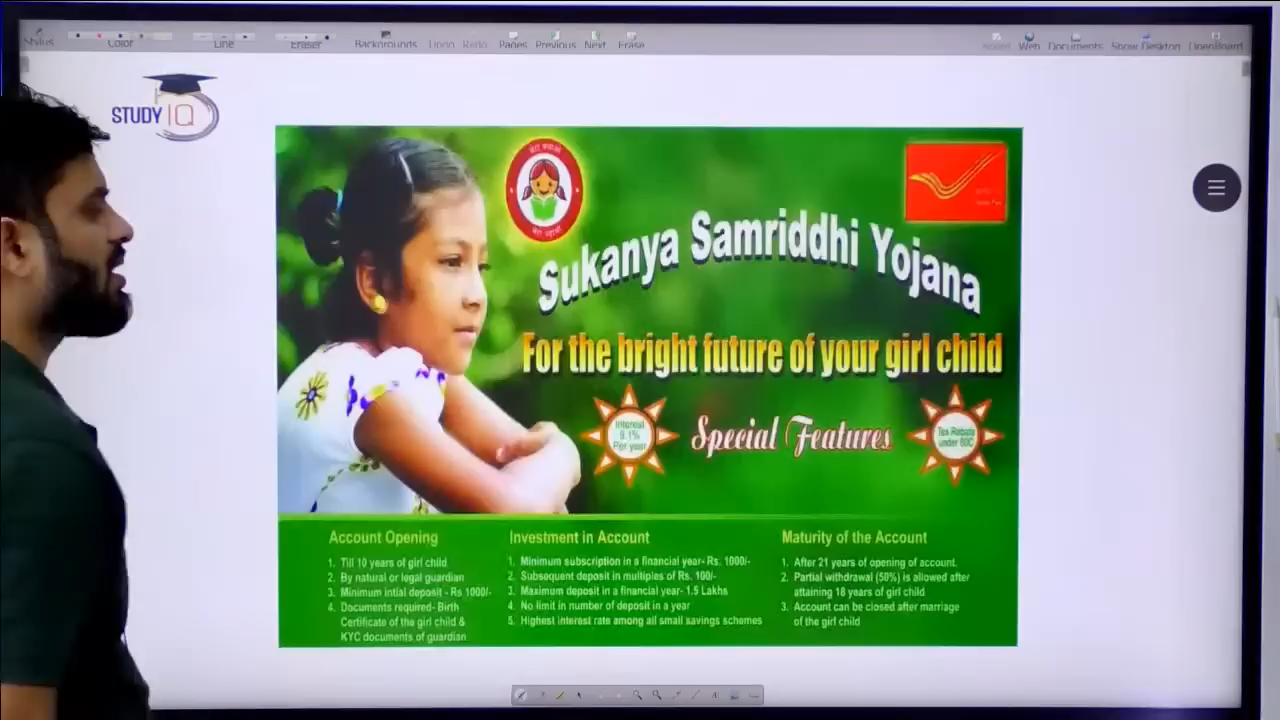 Stylus Color Line Eraser Backgrounds Undo Redo Pages Previous Next Erase
Board Web Documents Show Desktop OpenBoard
STUDY IQ
बेटी बचाओ
बेटी पढ़ाओ
Sukanya Samriddhi Yojana
For the bright future of your girl child
Interest
9.1%
Per year
Special Features
Tax Rebate
under 80C
Account Opening
1. Till 10 years of girl child
2. By natural or legal guardian
3. Minimum intial deposit - Rs 1000/-
4. Documents required- Birth
Certificate of the girl child &
KYC documents of guardian
Investment in Account
1. Minimum subscription in a financial year- Rs. 1000/-
2. Subsequent deposit in multiples of Rs. 100/-
3. Maximum deposit in a financial year- 1.5 Lakhs
4. No limit in number of deposit in a year
5. Highest interest rate among all small savings schemes
Maturity of the Account
1. After 21 years of opening of account.
2. Partial withdrawal (50%) is allowed after
attaining 18 years of girl child
3. Account can be closed after marriage
of the girl child